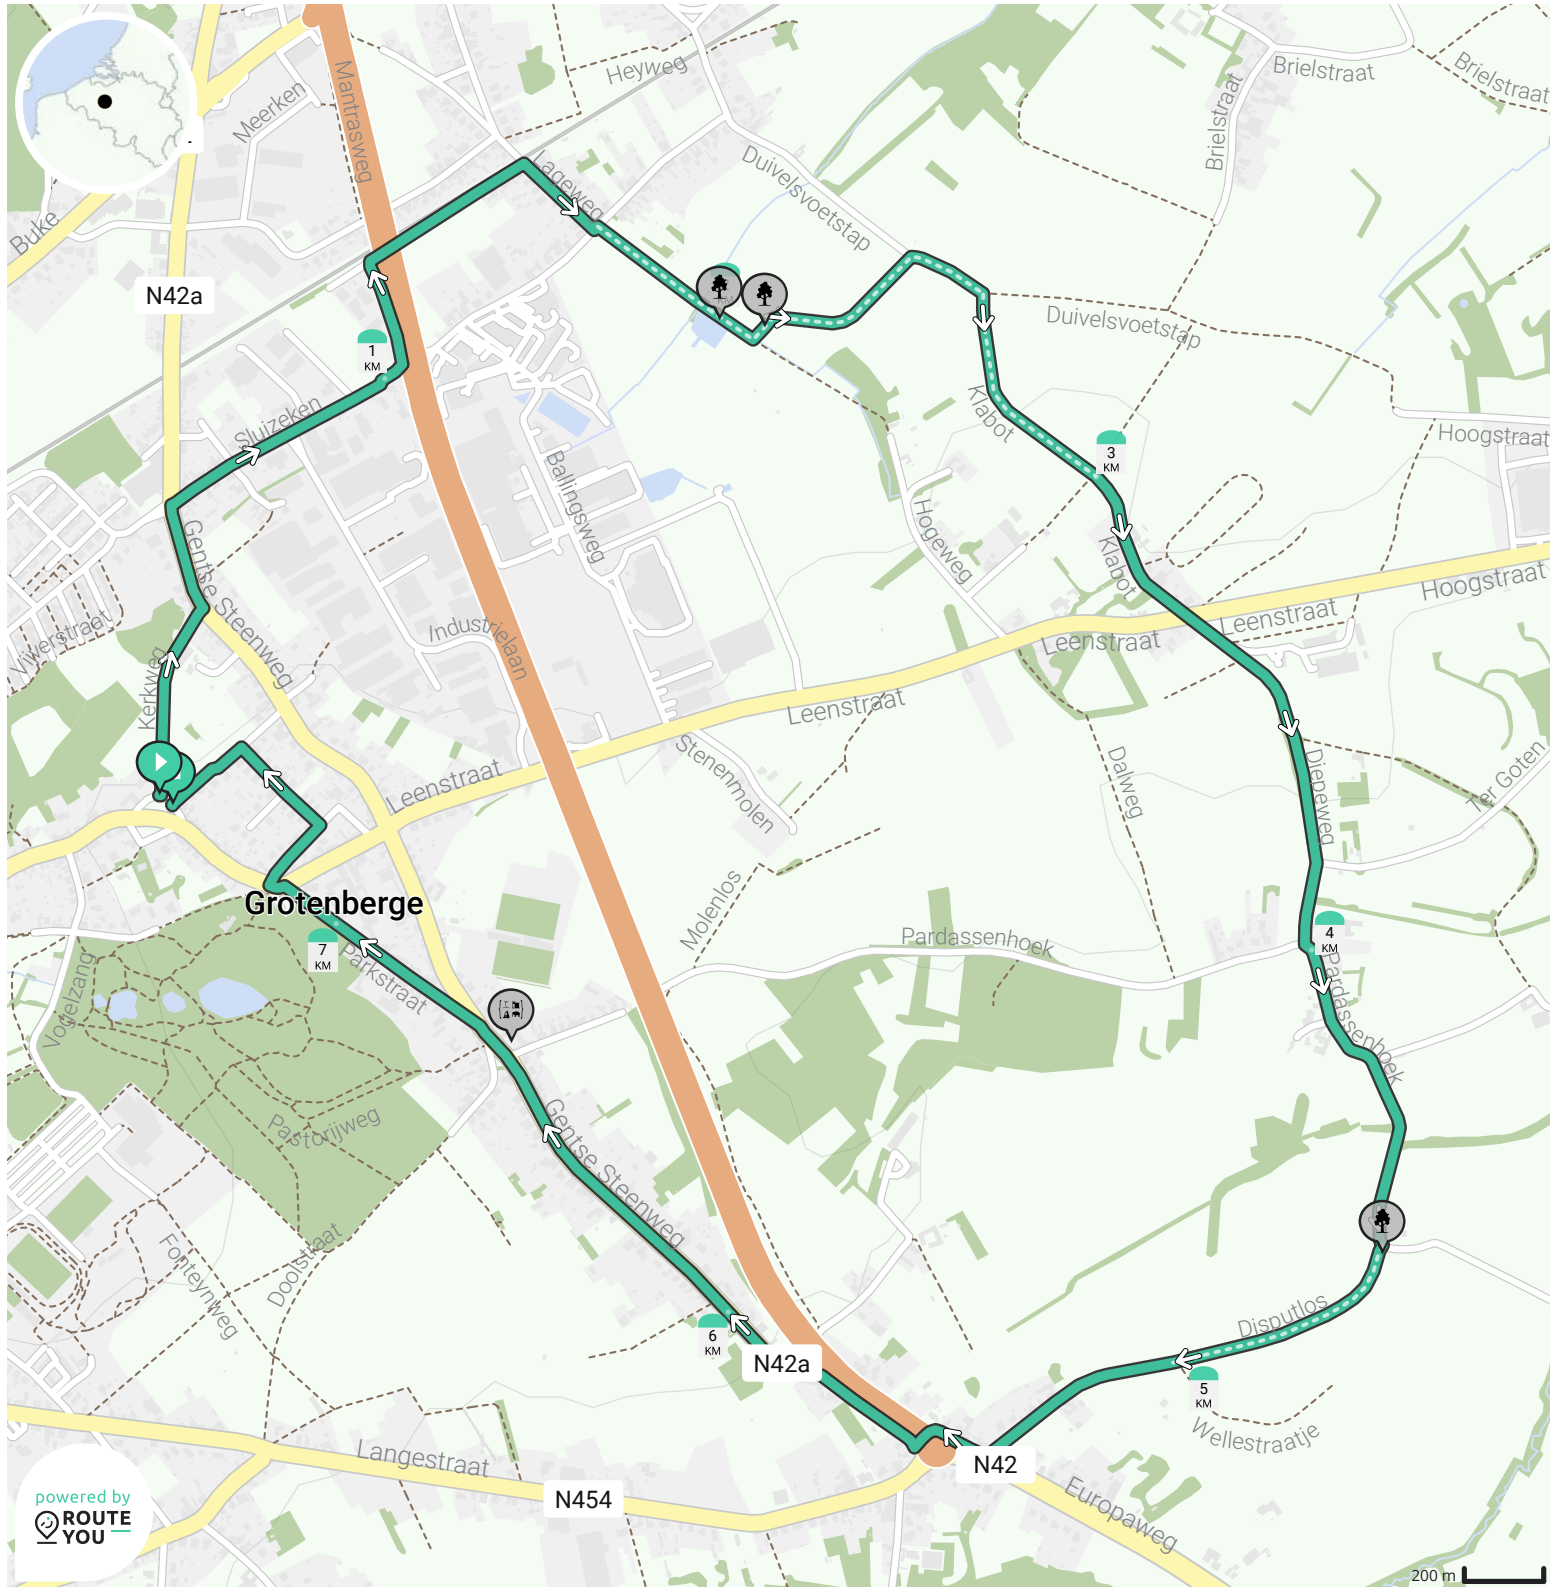 Mantrasweg
Meerken
Heyweg
Brielstraat
Brielstraat
Brielstraat
Buke
Lageweg
Duivelsvoetstap
N42a
Duivelsvoetstap
1
KM
Sluizeken
Klabot
3
KM
Hoogstraat
Ballingsweg
Hogeweg
Gentse Steenweg
Klabot
Hoogstraat
Leenstraat
Leenstraat
Vijverstraat
Industrielaan
Kerkweg
Leenstraat
Leenstraat
Stenenmolen
Dalweg
Diepeweg
Ter Goten
Grotenberge
Molenlos
Pardassenhoek
4
KM
7
KM
Parkstraat
Vogelzang
Pardassenhoek
Pastorijweg
Gentse Steenweg
Doolstraat
Fonteynweg
Disputlos
6
KM
N42a
5
KM
Wellestraatje
Langestraat
N42
N454
Europaweg
powered by
ROUTE
YOU
200 m